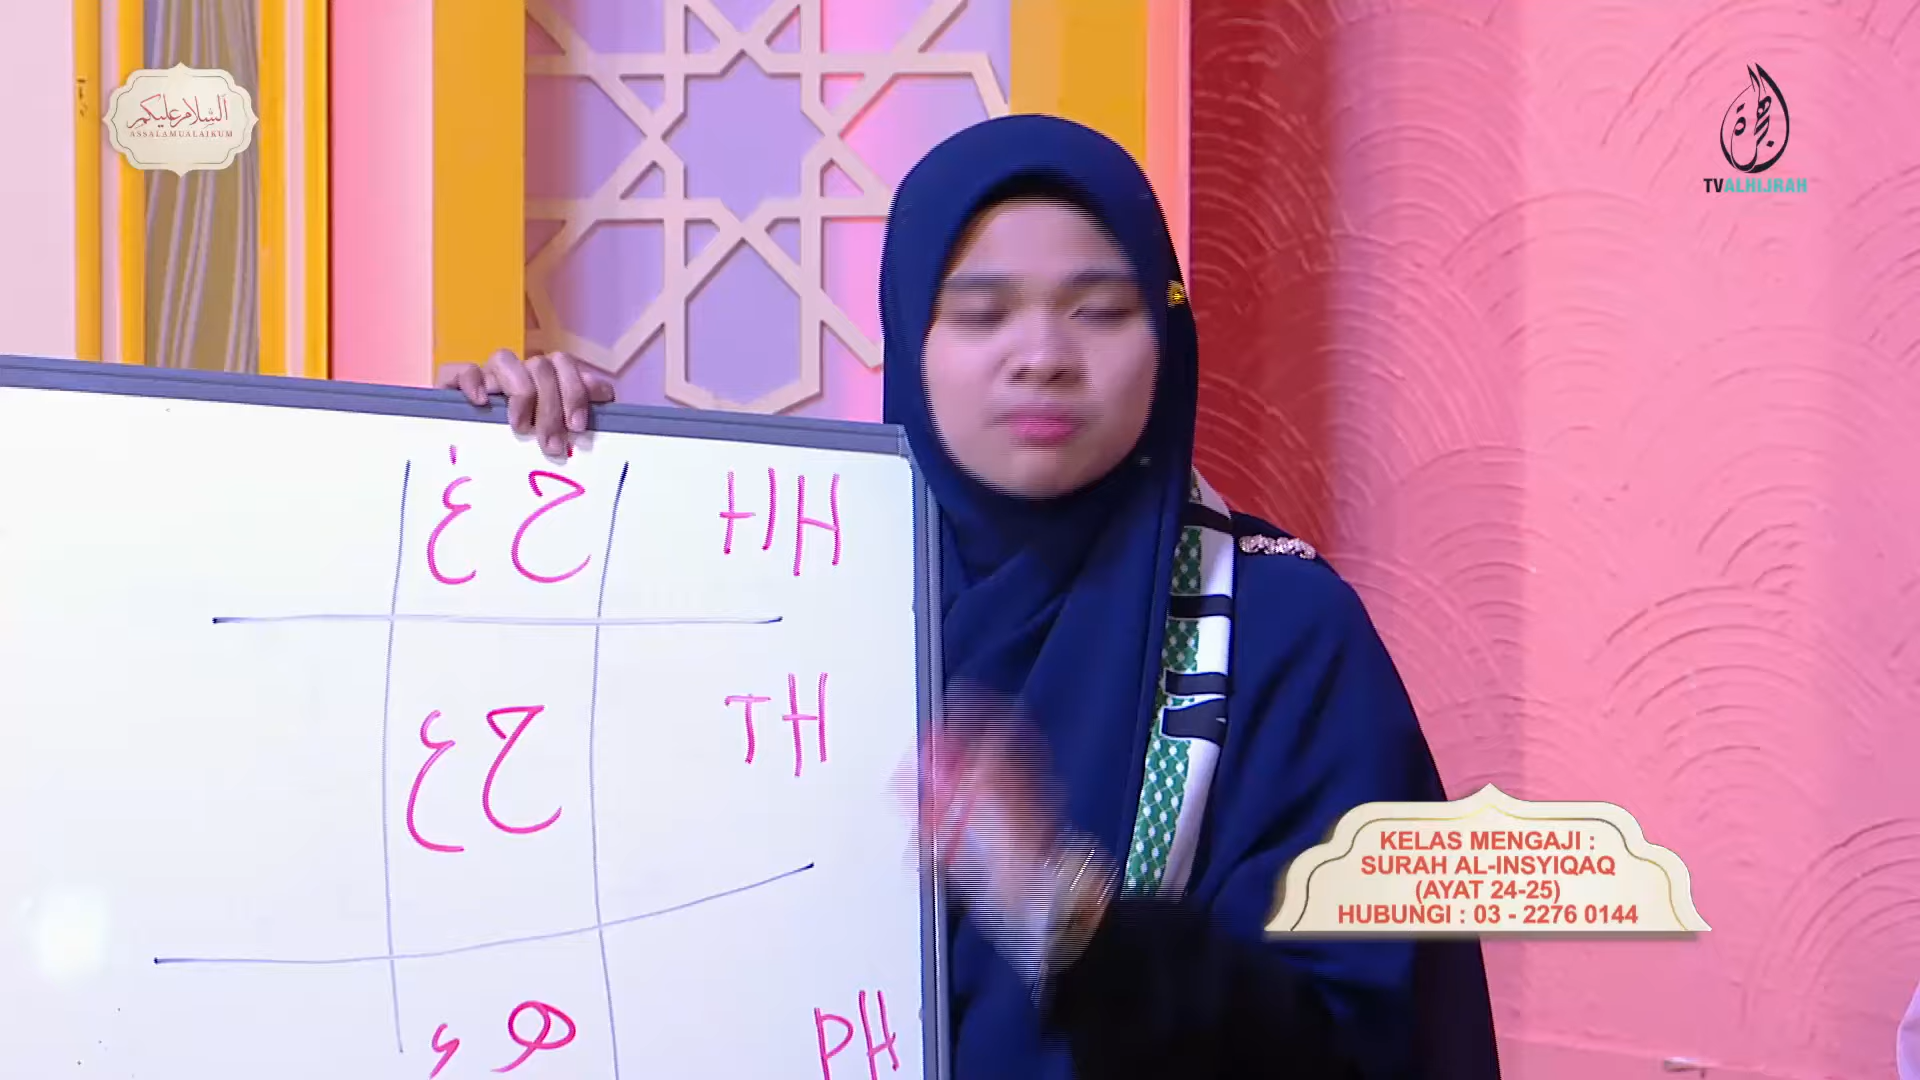 السلام عليكم
ASSALAMUALAIKUM
هجرة
TVALHIJRAH
خ غ HH
ح ع TH
ه ء PH
KELAS MENGAJI :
SURAH AL-INSYIQAQ
(AYAT 24-25)
HUBUNGI : 03 - 2276 0144